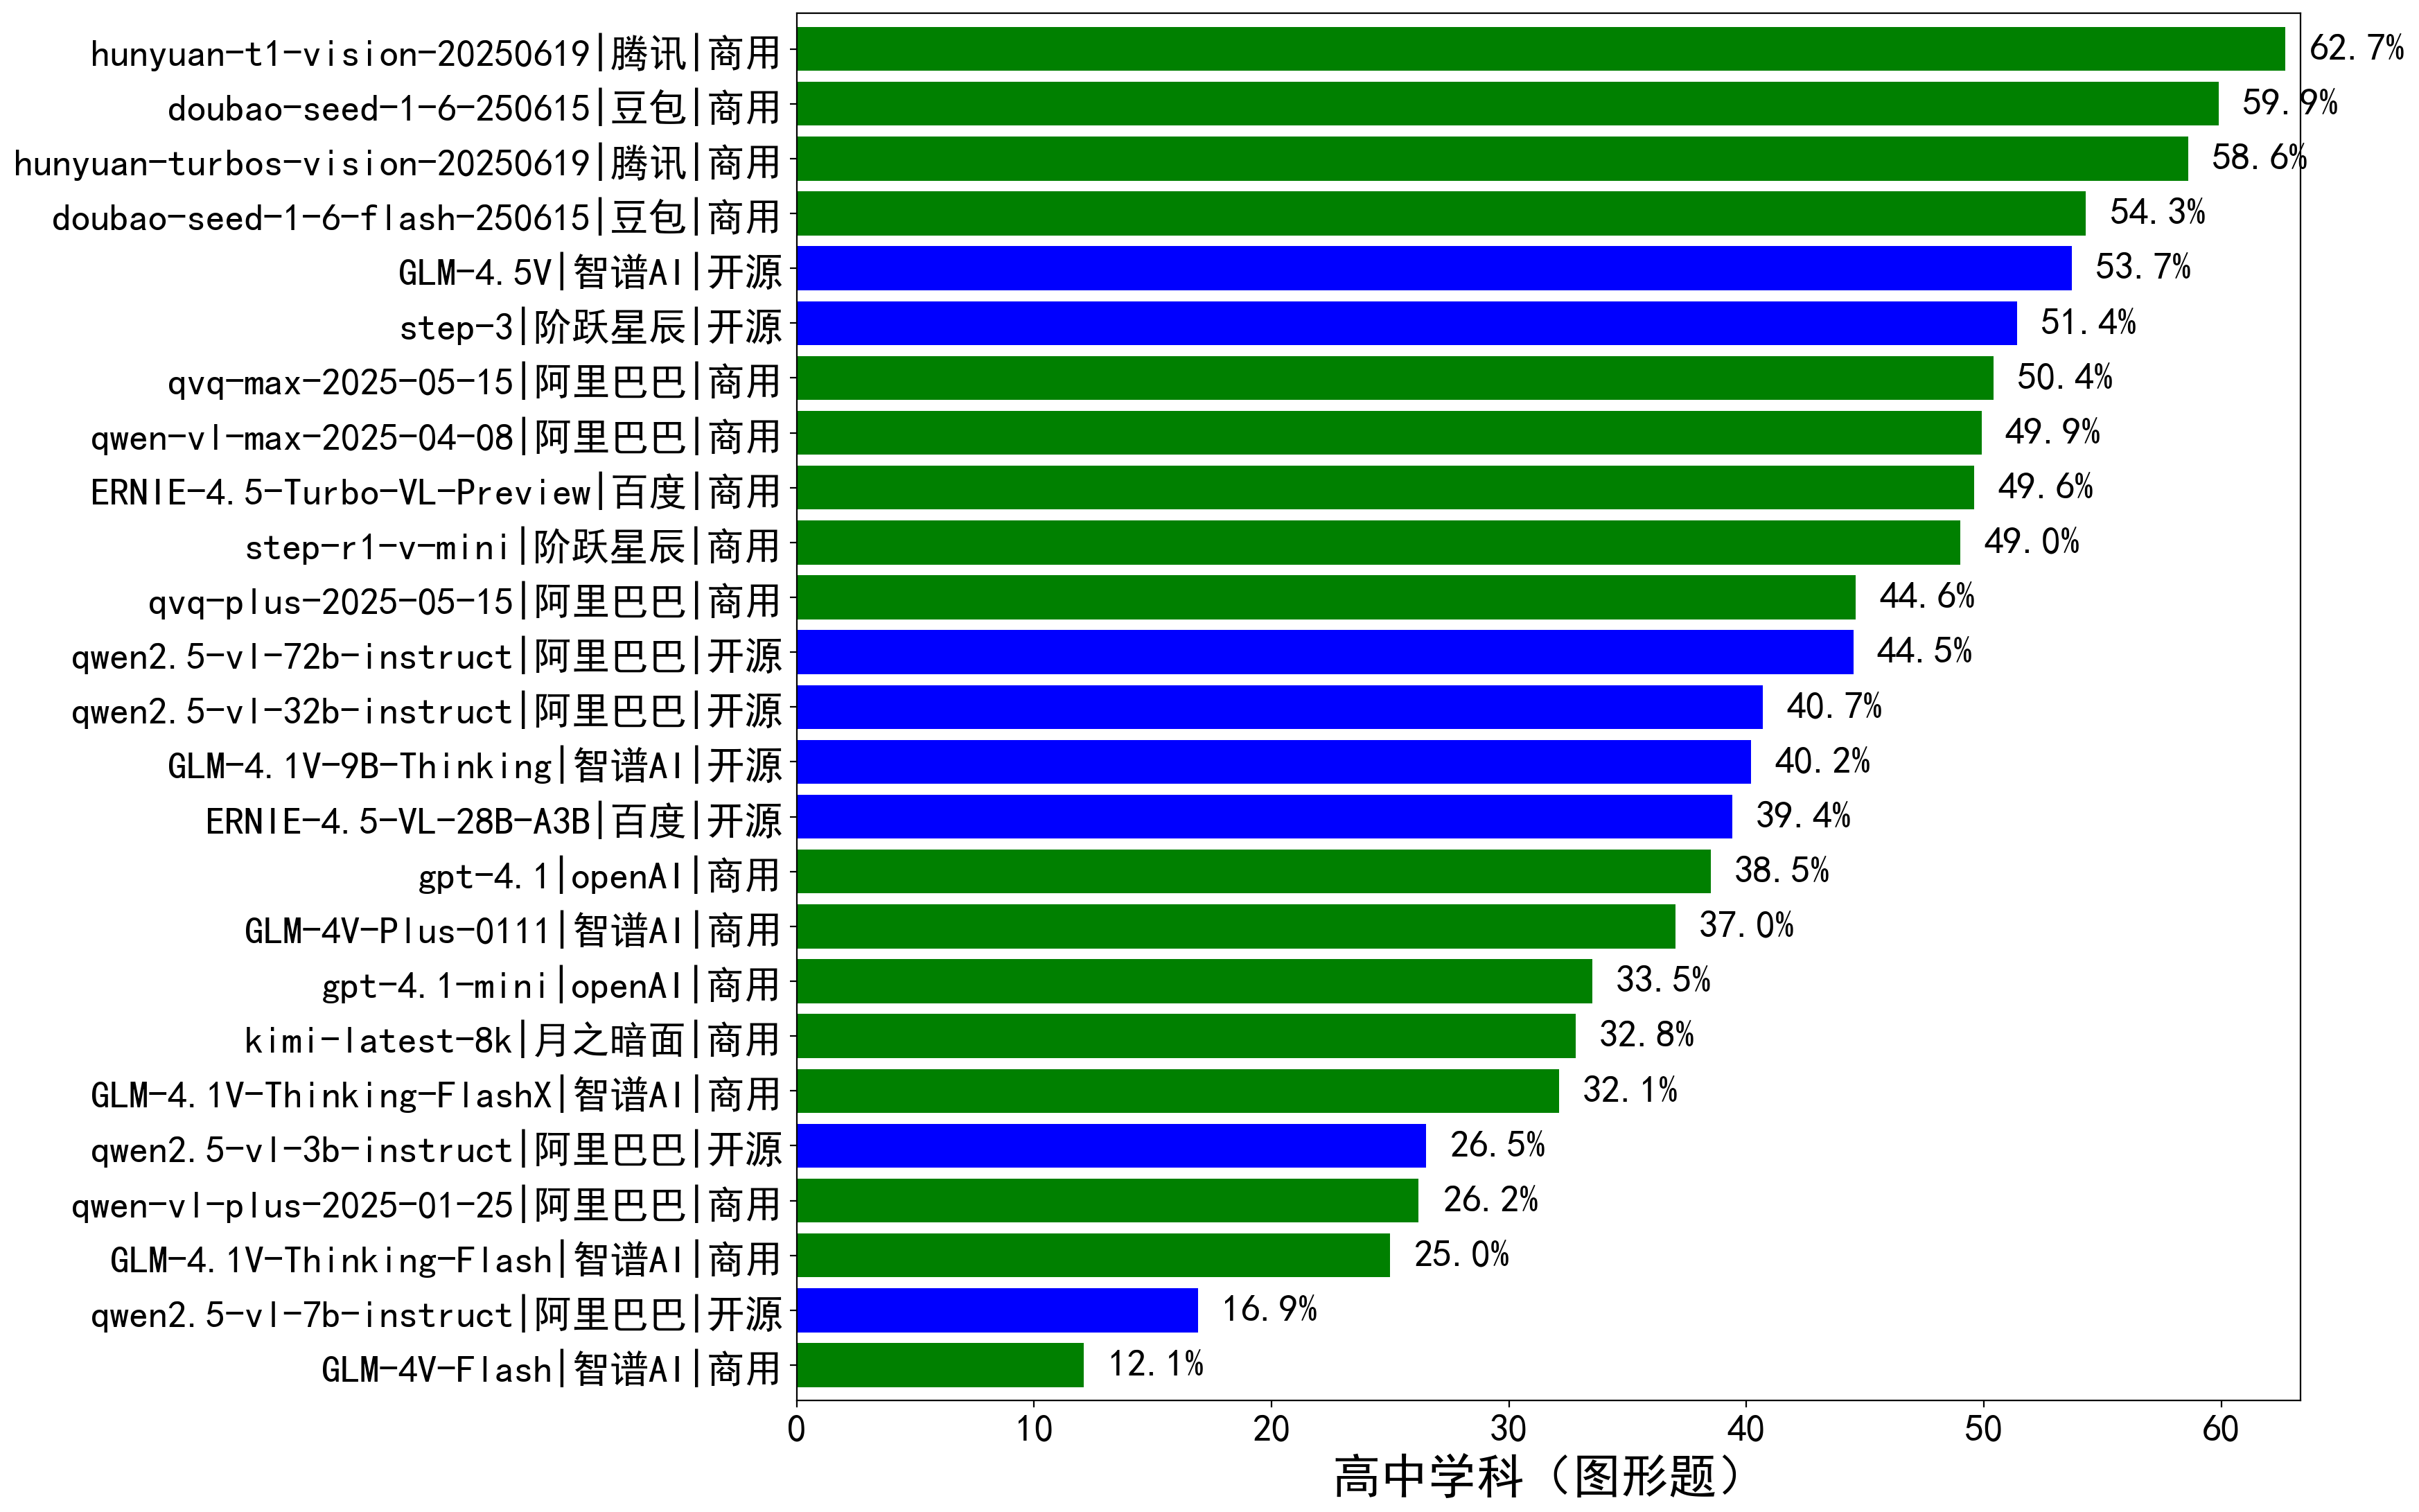 hunyuan-t1-vision-20250619|腾讯|商用 62.7%
doubao-seed-1-6-250615|豆包|商用 59.9%
hunyuan-turbos-vision-20250619|腾讯|商用 58.6%
doubao-seed-1-6-flash-250615|豆包|商用 54.3%
GLM-4.5V|智谱AI|开源 53.7%
step-3|阶跃星辰|开源 51.4%
qvq-max-2025-05-15|阿里巴巴|商用 50.4%
qwen-vl-max-2025-04-08|阿里巴巴|商用 49.9%
ERNIE-4.5-Turbo-VL-Preview|百度|商用 49.6%
step-r1-v-mini|阶跃星辰|商用 49.0%
qvq-plus-2025-05-15|阿里巴巴|商用 44.6%
qwen2.5-vl-72b-instruct|阿里巴巴|开源 44.5%
qwen2.5-vl-32b-instruct|阿里巴巴|开源 40.7%
GLM-4.1V-9B-Thinking|智谱AI|开源 40.2%
ERNIE-4.5-VL-28B-A3B|百度|开源 39.4%
gpt-4.1|openAI|商用 38.5%
GLM-4V-Plus-0111|智谱AI|商用 37.0%
gpt-4.1-mini|openAI|商用 33.5%
kimi-latest-8k|月之暗面|商用 32.8%
GLM-4.1V-Thinking-FlashX|智谱AI|商用 32.1%
qwen2.5-vl-3b-instruct|阿里巴巴|开源 26.5%
qwen-vl-plus-2025-01-25|阿里巴巴|商用 26.2%
GLM-4.1V-Thinking-Flash|智谱AI|商用 25.0%
qwen2.5-vl-7b-instruct|阿里巴巴|开源 16.9%
GLM-4V-Flash|智谱AI|商用 12.1%
0 10 20 30 40 50 60
高中学科（图形题）